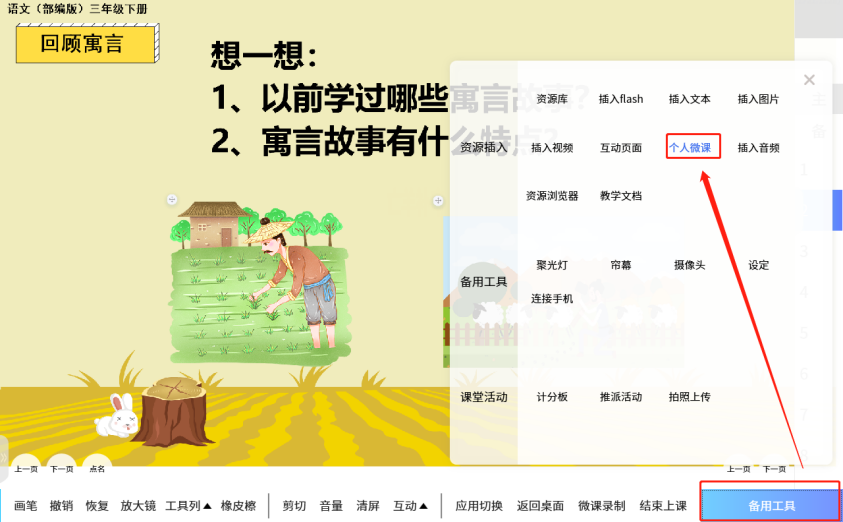 语文（部编版）三年级下册
回顾寓言
想一想：
1、以前学过哪些寓言故事？
2、寓言故事有什么特点？
资源库 插入flash 插入文本 插入图片
资源插入 插入视频 互动页面 个人微课 插入音频
资源浏览器 教学文档
聚光灯 帘幕 摄像头 设定
备用工具
连接手机
课堂活动 计分板 推派活动 拍照上传
上一页 下一页 点名 上一页 下一页
画笔 撤销 恢复 放大镜 工具列▲ 橡皮檫 剪切 音量 清屏 互动▲ 应用切换 返回桌面 微课录制 结束上课 备用工具